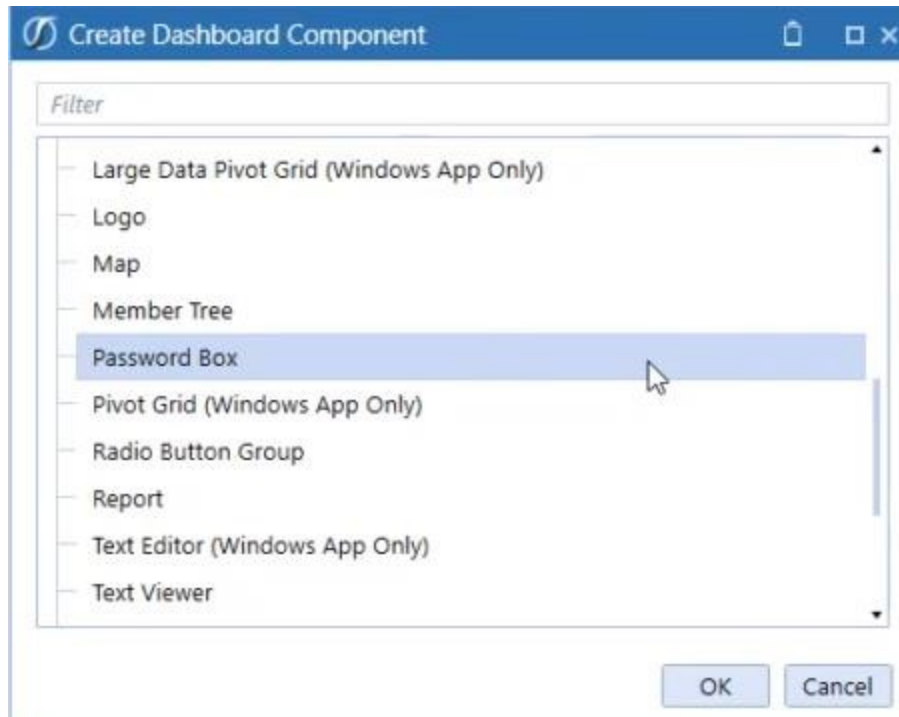 Create Dashboard Component
Filter
Large Data Pivot Grid (Windows App Only)
Logo
Map
Member Tree
Password Box
Pivot Grid (Windows App Only)
Radio Button Group
Report
Text Editor (Windows App Only)
Text Viewer
OK Cancel